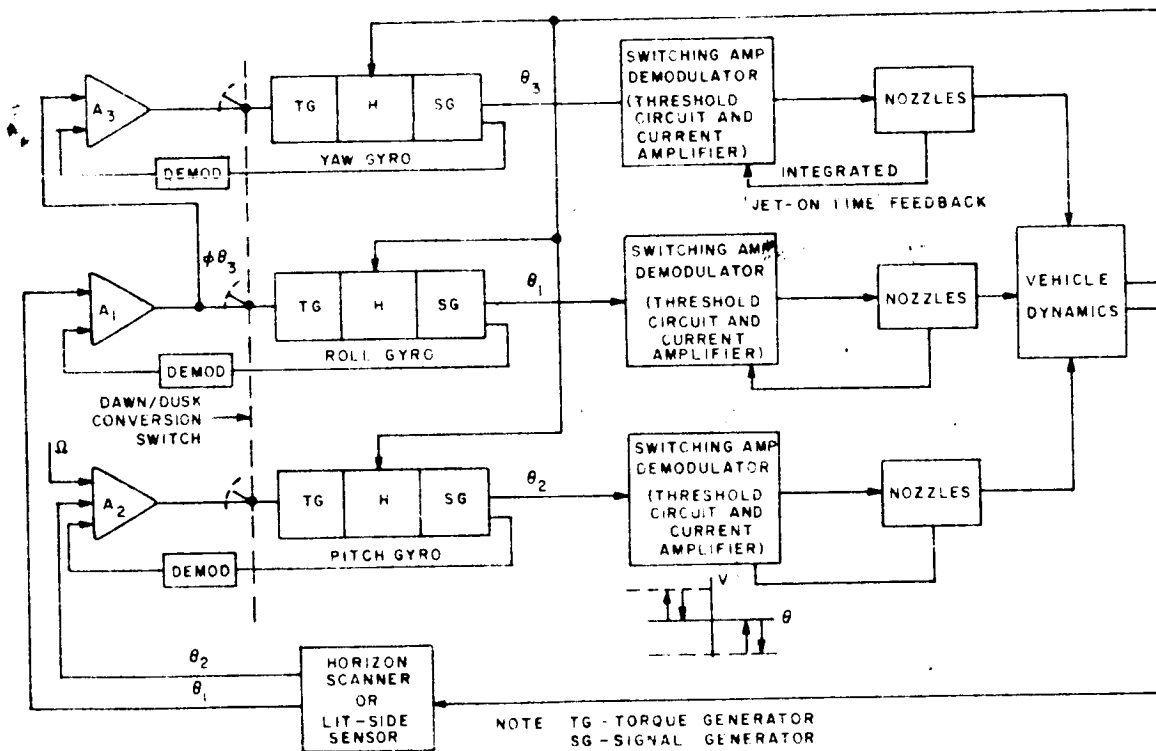 SWITCHING AMP
DEMODULATOR
(THRESHOLD
CIRCUIT AND
CURRENT
AMPLIFIER)
NOZZLES
A3
TG
H
SG
θ3
YAW GYRO
DEMOD
INTEGRATED
JET-ON TIME FEEDBACK
SWITCHING AMP
DEMODULATOR
(THRESHOLD
CIRCUIT AND
CURRENT
AMPLIFIER)
NOZZLES
VEHICLE
DYNAMICS
A1
φθ3
TG
H
SG
θ1
ROLL GYRO
DEMOD
DAWN/DUSK
CONVERSION
SWITCH
Ω
A2
TG
H
SG
θ2
PITCH GYRO
DEMOD
SWITCHING AMP
DEMODULATOR
(THRESHOLD
CIRCUIT AND
CURRENT
AMPLIFIER)
NOZZLES
V
θ
θ2
θ1
HORIZON
SCANNER
OR
LIT-SIDE
SENSOR
NOTE TG-TORQUE GENERATOR
SG-SIGNAL GENERATOR